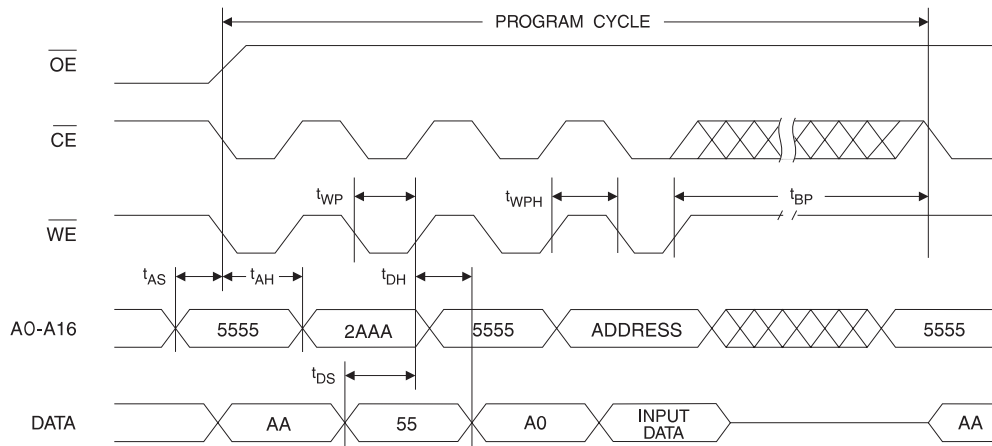 PROGRAM CYCLE
OE
CE
tWP
tWPH
tBP
WE
tAS
tAH
tDH
A0-A16
5555
2AAA
5555
ADDRESS
5555
tDS
DATA
AA
55
A0
INPUT
DATA
AA